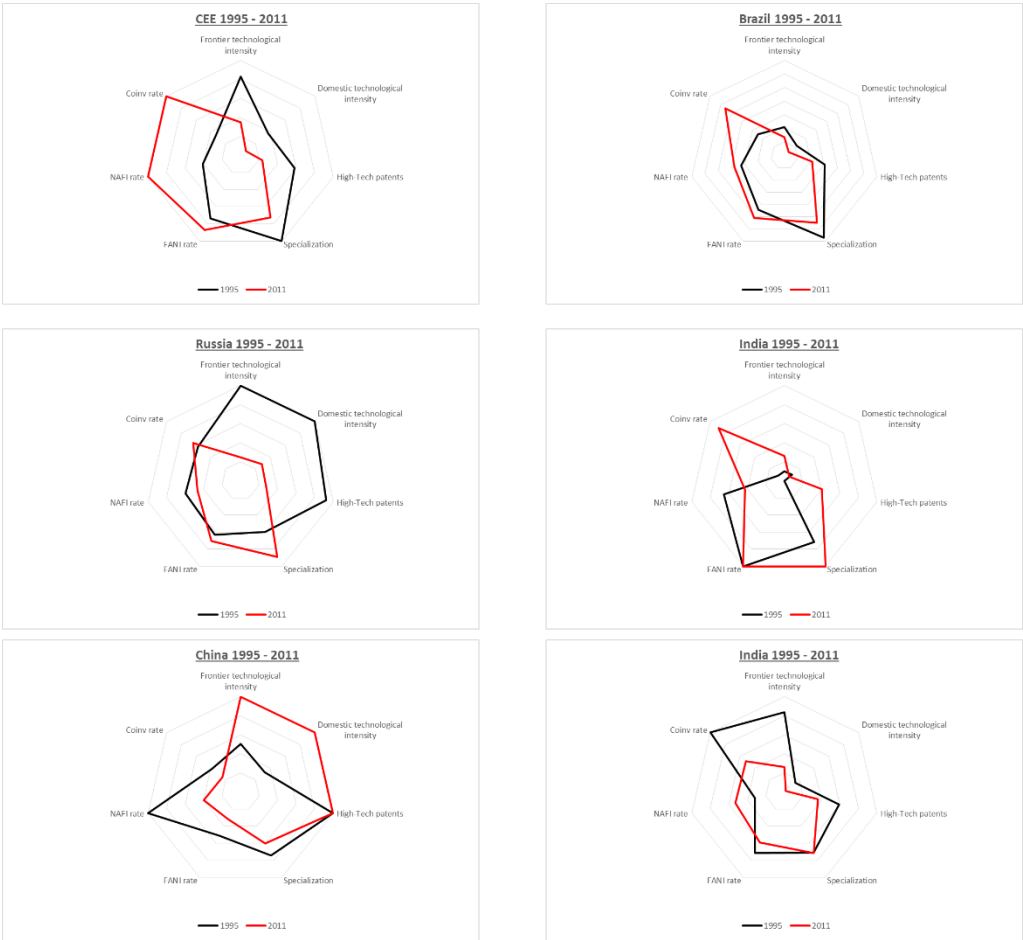 CEE 1995 - 2011
Frontier technological
intensity
Domestic technological
intensity
High-Tech patents
Specialization
FANI rate
NAFI rate
Coinv rate
1995
2011
Brazil 1995 - 2011
Frontier technological
intensity
Domestic technological
intensity
High-Tech patents
Specialization
FANI rate
NAFI rate
Coinv rate
1995
2011
Russia 1995 - 2011
Frontier technological
intensity
Domestic technological
intensity
High-Tech patents
Specialization
FANI rate
NAFI rate
Coinv rate
1995
2011
India 1995 - 2011
Frontier technological
intensity
Domestic technological
intensity
High-Tech patents
Specialization
FANI rate
NAFI rate
Coinv rate
1995
2011
China 1995 - 2011
Frontier technological
intensity
Domestic technological
intensity
High-Tech patents
Specialization
FANI rate
NAFI rate
Coinv rate
1995
2011
India 1995 - 2011
Frontier technological
intensity
Domestic technological
intensity
High-Tech patents
Specialization
FANI rate
NAFI rate
Coinv rate
1995
2011